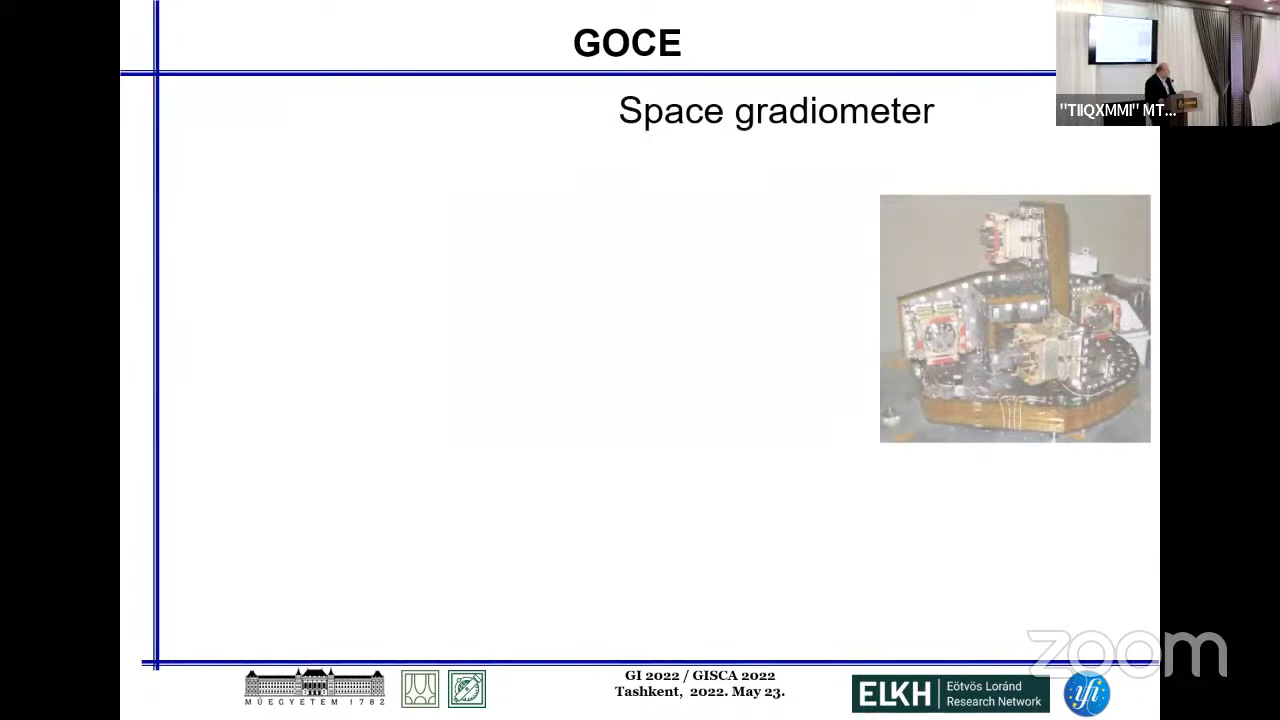 GOCE
Space gradiometer
"TIIQXMMI" MT...
GI 2022 / GISCA 2022
Tashkent, 2022. May 23.
MŰEGYETEM 1782
ELKH
Eötvös Loránd
Research Network
yfi
zoom